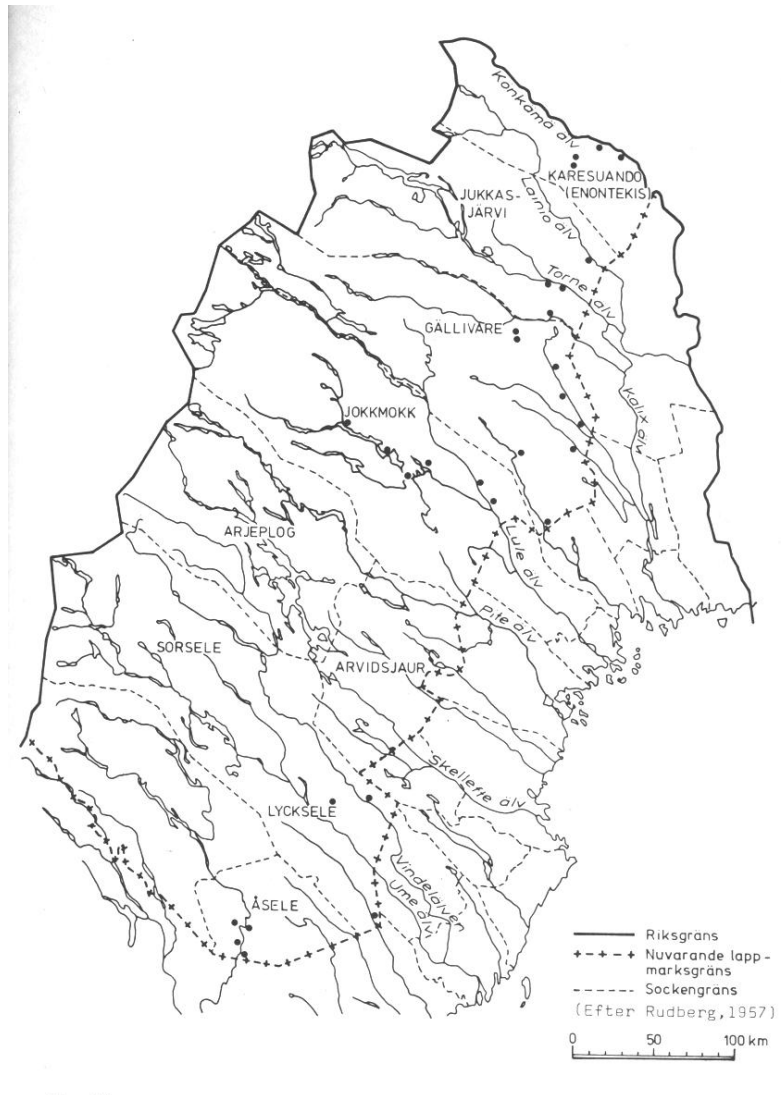 Könkämä älv
KARESUANDO
(ENONTEKIS)
JUKKAS-
JÄRVI
Lainio älv
Torne älv
GÄLLIVARE
Kalix älv
JOKKMOKK
Lule älv
ARJEPLOG
Pite älv
SORSELE
ARVIDSJAUR
Skellefte älv
LYCKSELE
Vindelälven
Ume älv
ÅSELE
Riksgräns
Nuvarande lapp-
marksgräns
Sockengräns
(Efter Rudberg,1957)
0 50 100 km